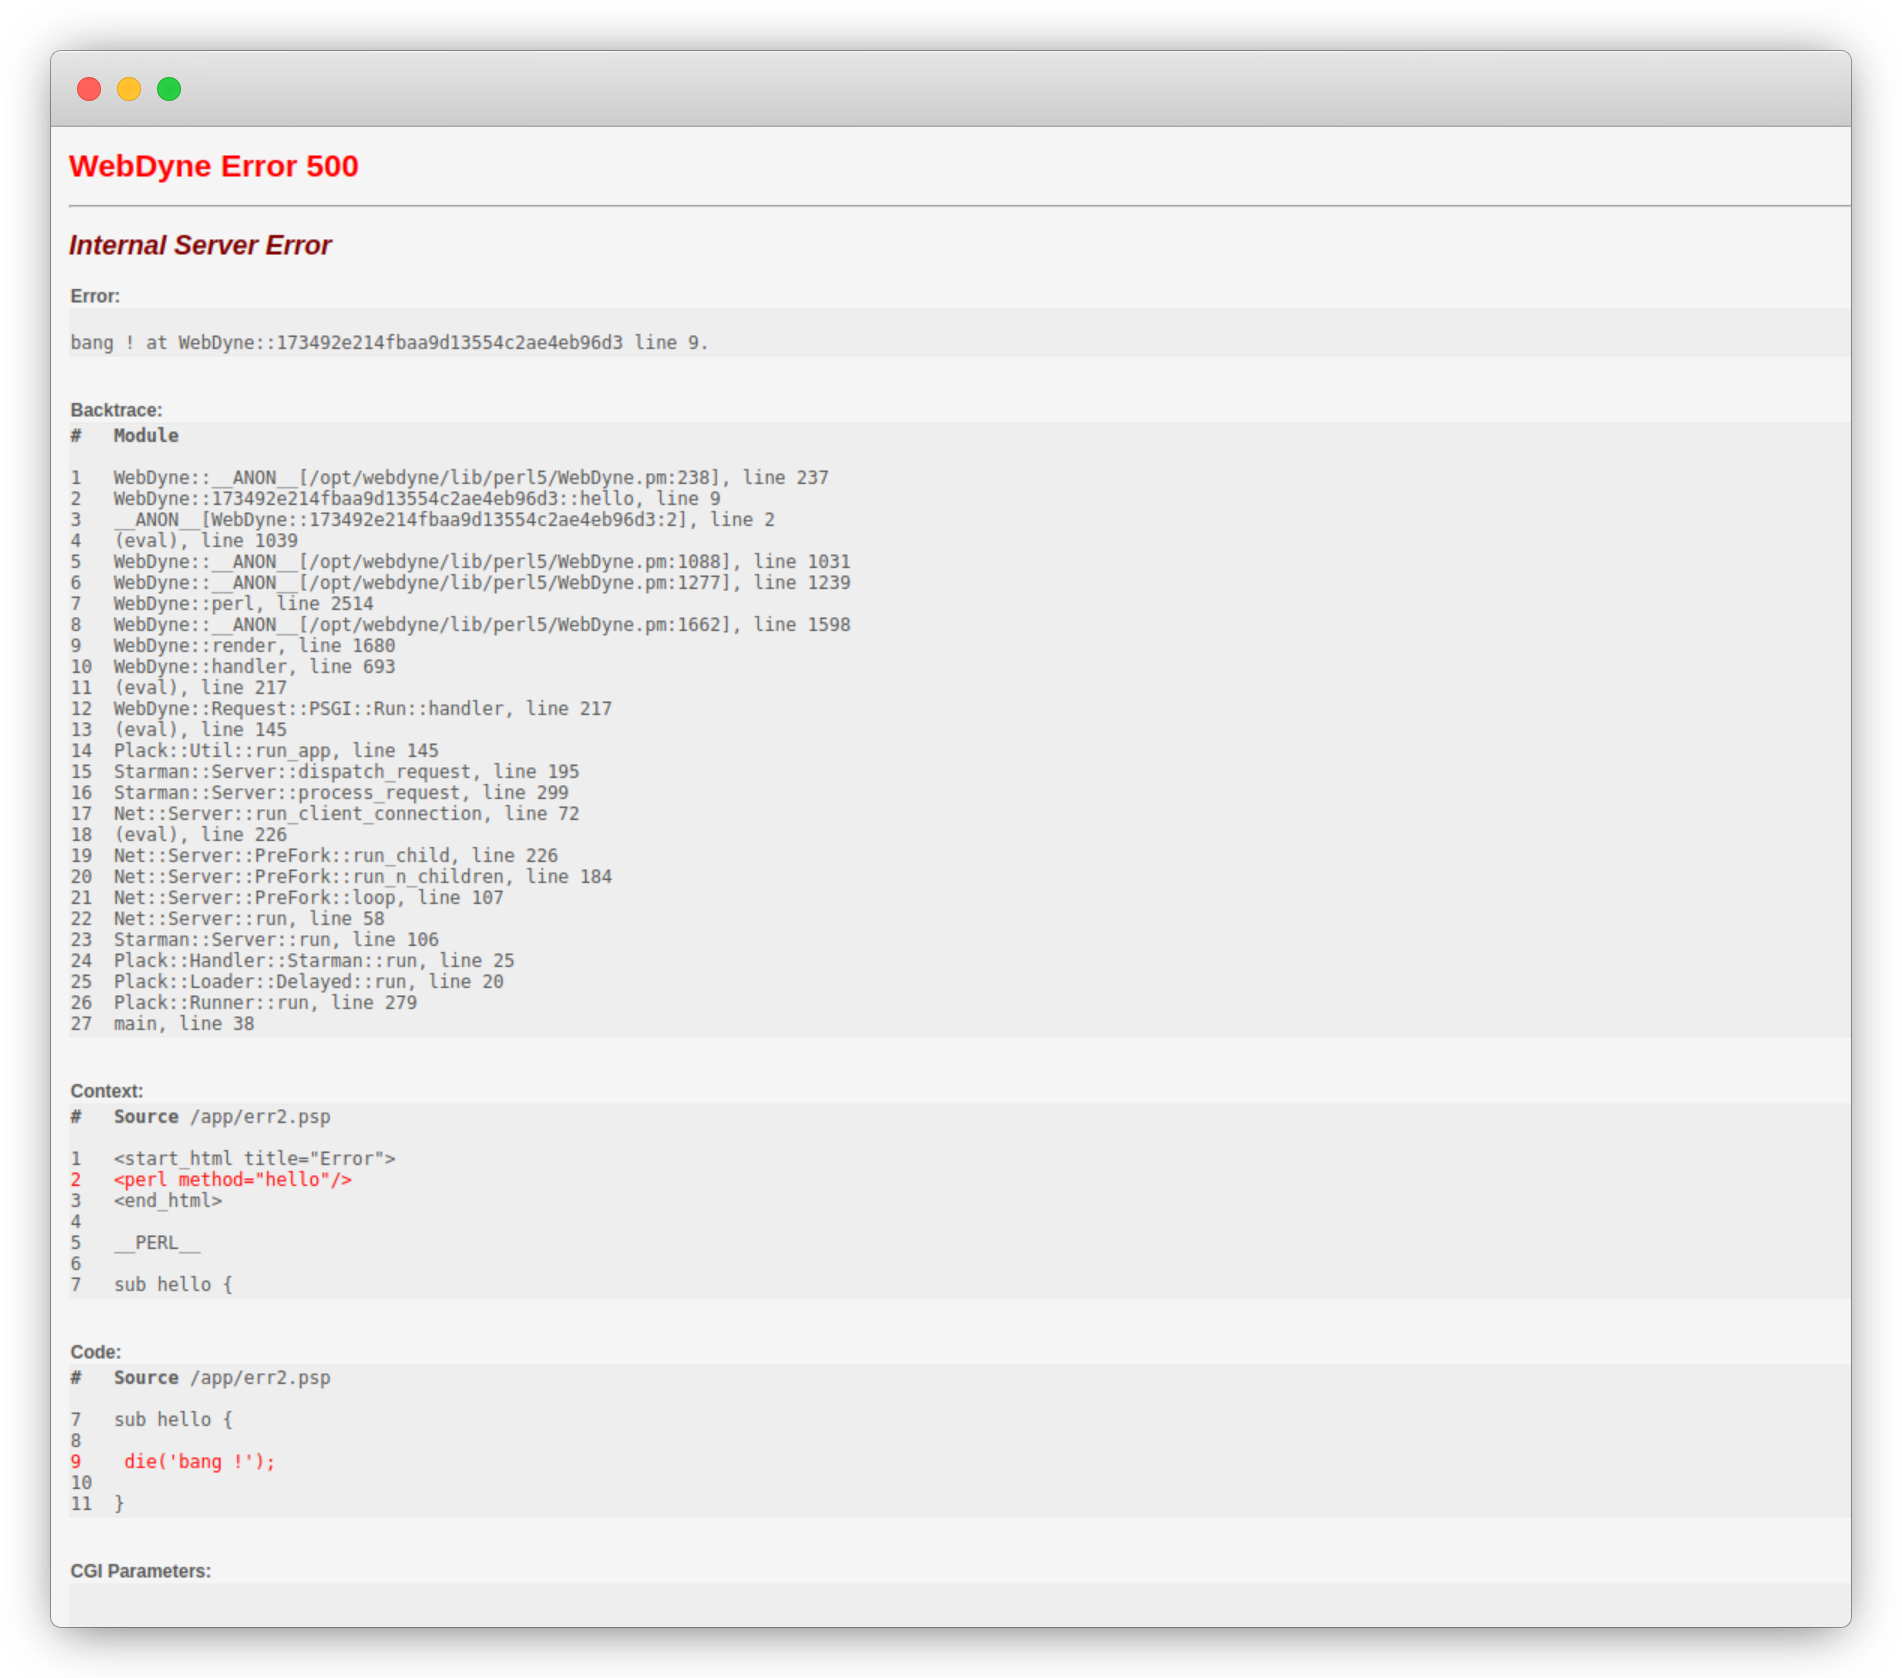 WebDyne Error 500
Internal Server Error
Error:
bang ! at WebDyne::173492e214fbaa9d13554c2ae4eb96d3 line 9.
Backtrace:
#   Module
1   WebDyne::__ANON__[/opt/webdyne/lib/perl5/WebDyne.pm:238], line 237
2   WebDyne::173492e214fbaa9d13554c2ae4eb96d3::hello, line 9
3   __ANON__[WebDyne::173492e214fbaa9d13554c2ae4eb96d3:2], line 2
4   (eval), line 1039
5   WebDyne::__ANON__[/opt/webdyne/lib/perl5/WebDyne.pm:1088], line 1031
6   WebDyne::__ANON__[/opt/webdyne/lib/perl5/WebDyne.pm:1277], line 1239
7   WebDyne::perl, line 2514
8   WebDyne::__ANON__[/opt/webdyne/lib/perl5/WebDyne.pm:1662], line 1598
9   WebDyne::render, line 1680
10  WebDyne::handler, line 693
11  (eval), line 217
12  WebDyne::Request::PSGI::Run::handler, line 217
13  (eval), line 145
14  Plack::Util::run_app, line 145
15  Starman::Server::dispatch_request, line 195
16  Starman::Server::process_request, line 299
17  Net::Server::run_client_connection, line 72
18  (eval), line 226
19  Net::Server::PreFork::run_child, line 226
20  Net::Server::PreFork::run_n_children, line 184
21  Net::Server::PreFork::loop, line 107
22  Net::Server::run, line 58
23  Starman::Server::run, line 106
24  Plack::Handler::Starman::run, line 25
25  Plack::Loader::Delayed::run, line 20
26  Plack::Runner::run, line 279
27  main, line 38
Context:
#   Source /app/err2.psp
1   <start_html title="Error">
2   <perl method="hello"/>
3   <end_html>
4
5   __PERL__
6
7   sub hello {
Code:
#   Source /app/err2.psp
7   sub hello {
8
9    die('bang !');
10
11  }
CGI Parameters: